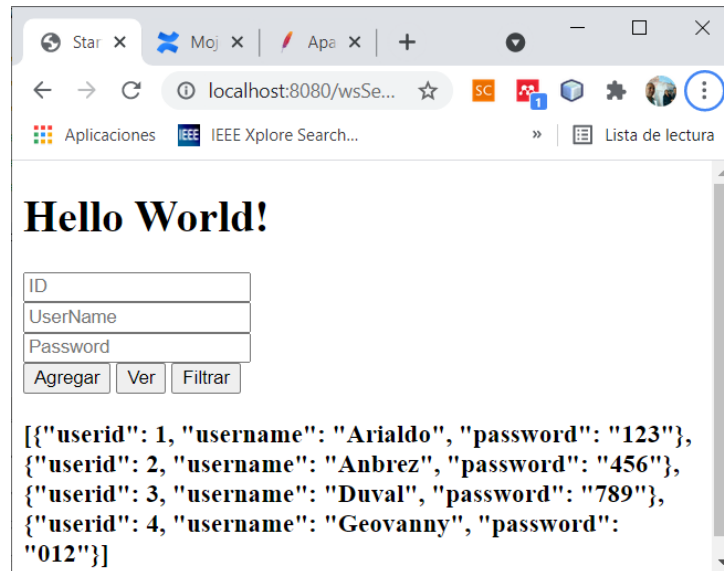 Star
Moj
Apa
localhost:8080/wsSe...
SC
1
Aplicaciones
IEEE
IEEE Xplore Search...
»
Lista de lectura
Hello World!
ID
UserName
Password
Agregar Ver Filtrar
[{"userid": 1, "username": "Arialdo", "password": "123"},
{"userid": 2, "username": "Anbrez", "password": "456"},
{"userid": 3, "username": "Duval", "password": "789"},
{"userid": 4, "username": "Geovanny", "password":
"012"}]